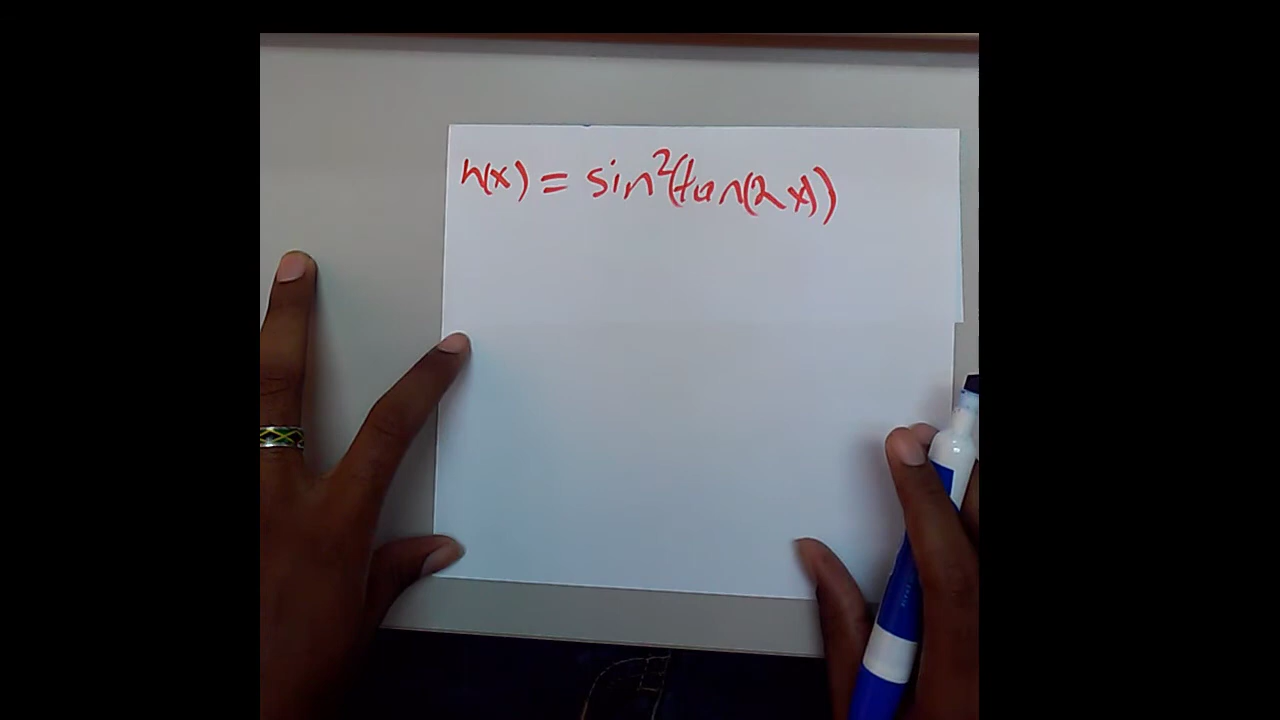 h(x) = sin²(tan(2x))